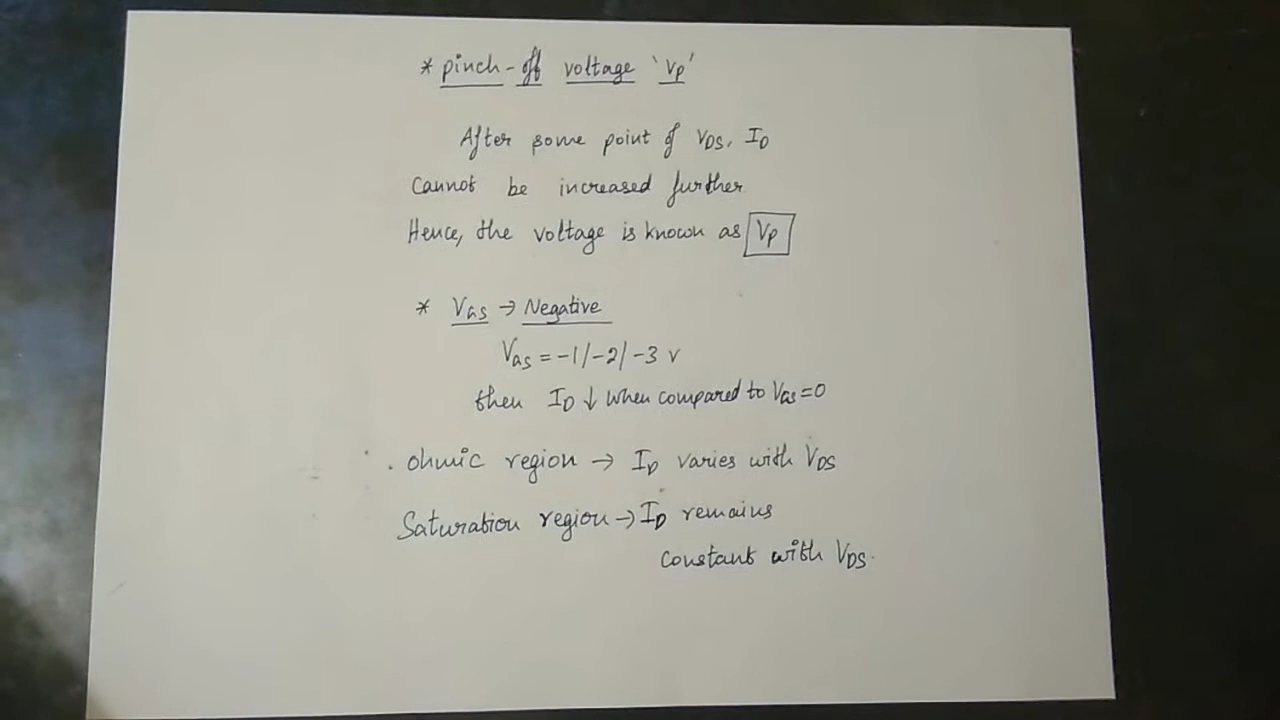 * pinch-off voltage 'Vp'
After some point of VDS, ID
Cannot be increased further
Hence, the voltage is known as Vp
* VGS → Negative
VGS = -1/-2/-3 V
then ID ↓ when compared to VGS=0
. ohmic region → ID varies with VDS
Saturation region → ID remains
constant with VDS.